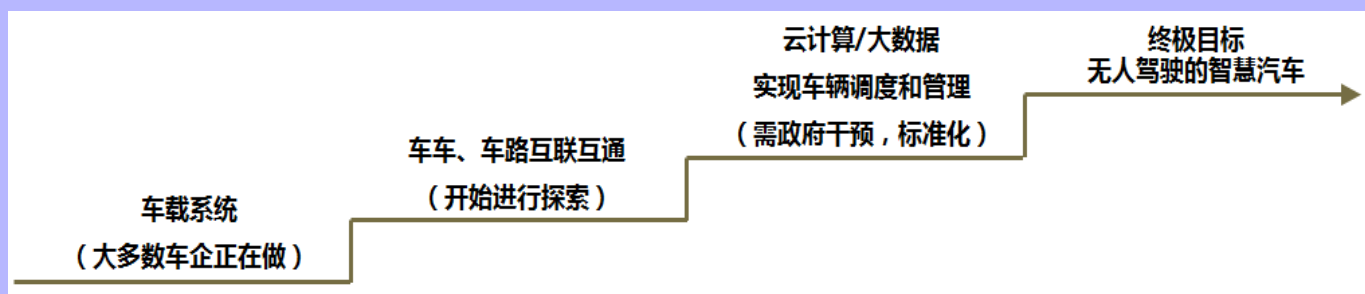 车载系统
（大多数车企正在做）
车车、车路互联互通
（开始进行探索）
云计算/大数据
实现车辆调度和管理
（需政府干预，标准化）
终极目标
无人驾驶的智慧汽车